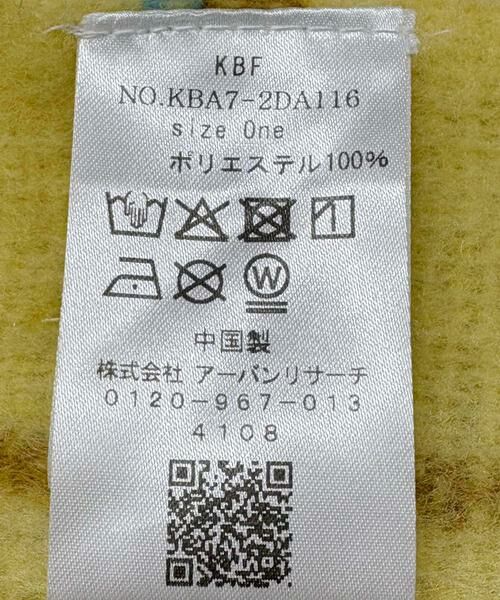 KBF
NO.KBA7-2DA116
size One
ポリエステル100%
W
中国製
株式会社 アーバンリサーチ
0120-967-013
4108